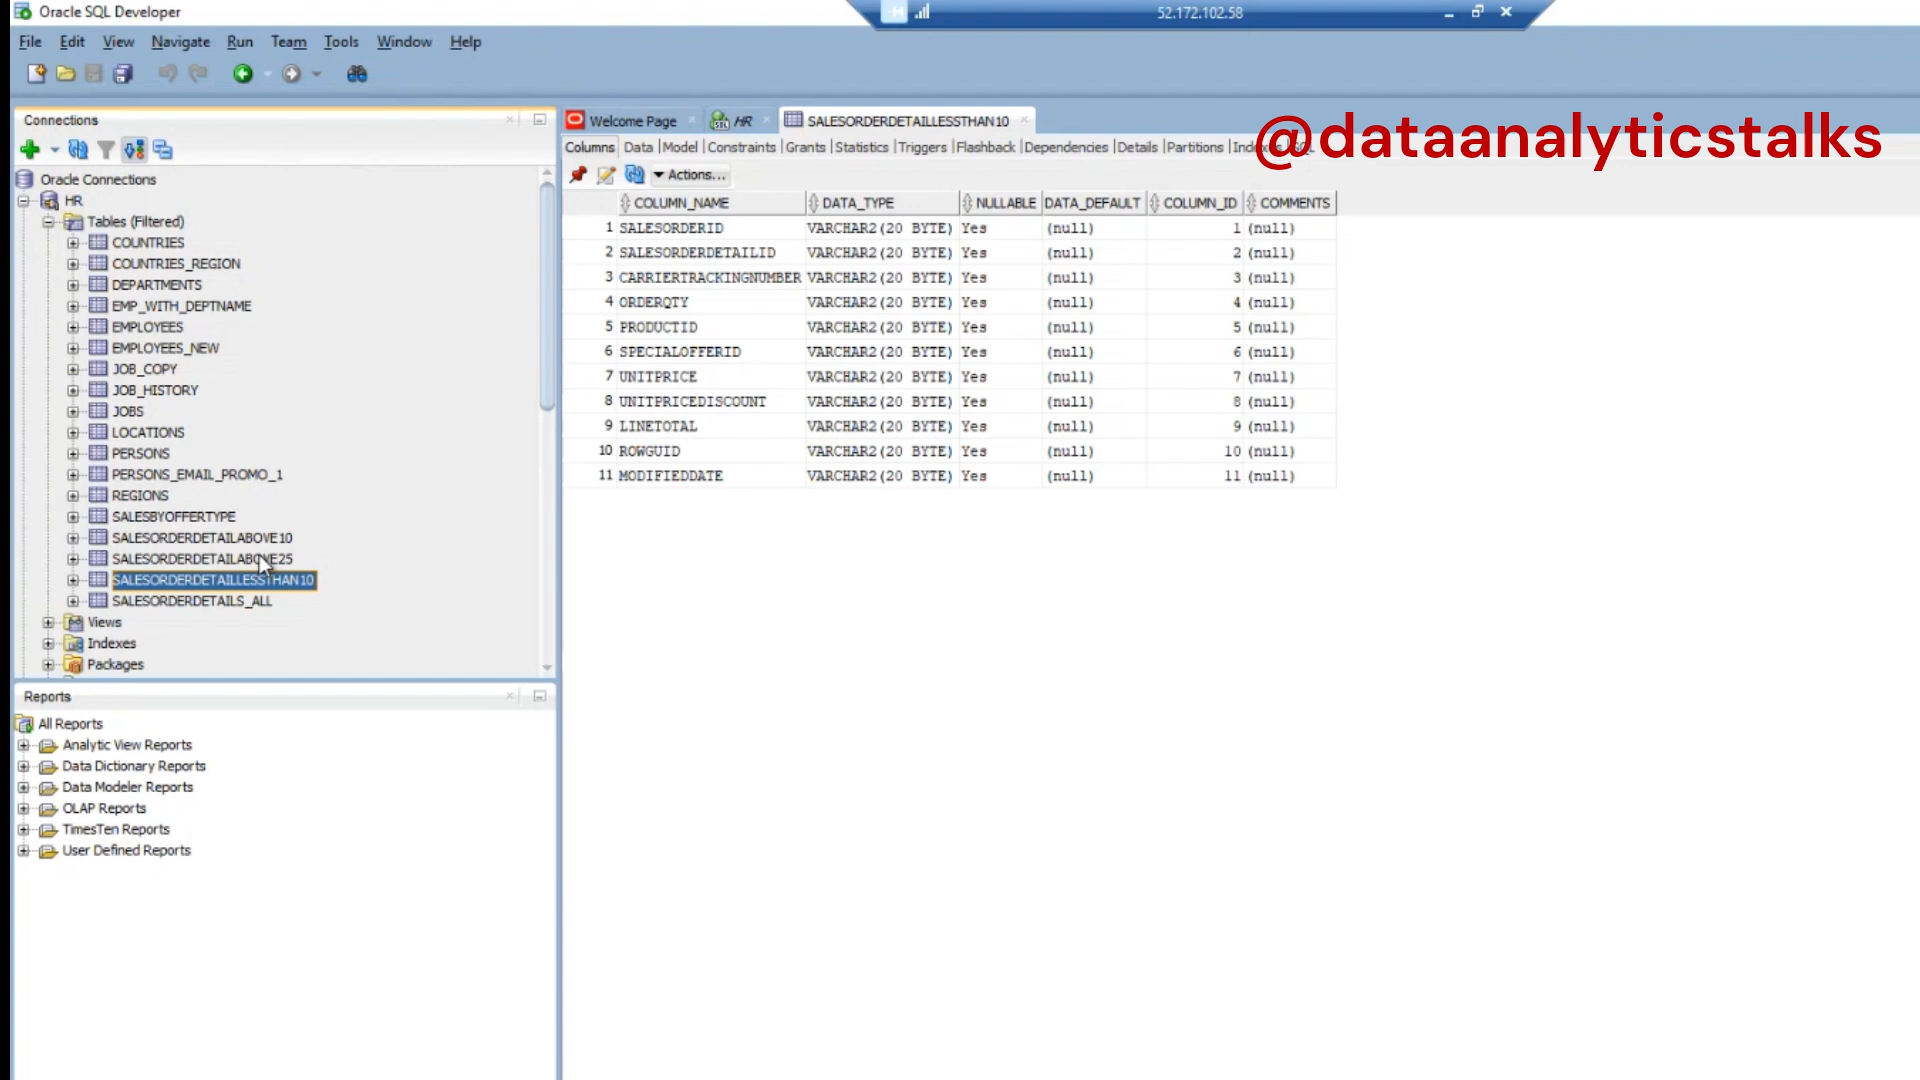 Oracle SQL Developer
52.172.102.58
File Edit View Navigate Run Team Tools Window Help
@dataanalyticstalks
Connections
Oracle Connections
HR
Tables (Filtered)
COUNTRIES
COUNTRIES_REGION
DEPARTMENTS
EMP_WITH_DEPTNAME
EMPLOYEES
EMPLOYEES_NEW
JOB_COPY
JOB_HISTORY
JOBS
LOCATIONS
PERSONS
PERSONS_EMAIL_PROMO_1
REGIONS
SALESBYOFFERTYPE
SALESORDERDETAILABOVE10
SALESORDERDETAILABOVE25
SALESORDERDETAILLESSTHAN10
SALESORDERDETAILS_ALL
Views
Indexes
Packages
Reports
All Reports
Analytic View Reports
Data Dictionary Reports
Data Modeler Reports
OLAP Reports
TimesTen Reports
User Defined Reports
Welcome Page HR SALESORDERDETAILLESSTHAN10
Columns Data Model Constraints Grants Statistics Triggers Flashback Dependencies Details Partitions
Actions...
COLUMN_NAME DATA_TYPE NULLABLE DATA_DEFAULT COLUMN_ID COMMENTS
1 SALESORDERID VARCHAR2(20 BYTE) Yes (null) 1 (null)
2 SALESORDERDETAILID VARCHAR2(20 BYTE) Yes (null) 2 (null)
3 CARRIERTRACKINGNUMBER VARCHAR2(20 BYTE) Yes (null) 3 (null)
4 ORDERQTY VARCHAR2(20 BYTE) Yes (null) 4 (null)
5 PRODUCTID VARCHAR2(20 BYTE) Yes (null) 5 (null)
6 SPECIALOFFERID VARCHAR2(20 BYTE) Yes (null) 6 (null)
7 UNITPRICE VARCHAR2(20 BYTE) Yes (null) 7 (null)
8 UNITPRICEDISCOUNT VARCHAR2(20 BYTE) Yes (null) 8 (null)
9 LINETOTAL VARCHAR2(20 BYTE) Yes (null) 9 (null)
10 ROWGUID VARCHAR2(20 BYTE) Yes (null) 10 (null)
11 MODIFIEDDATE VARCHAR2(20 BYTE) Yes (null) 11 (null)